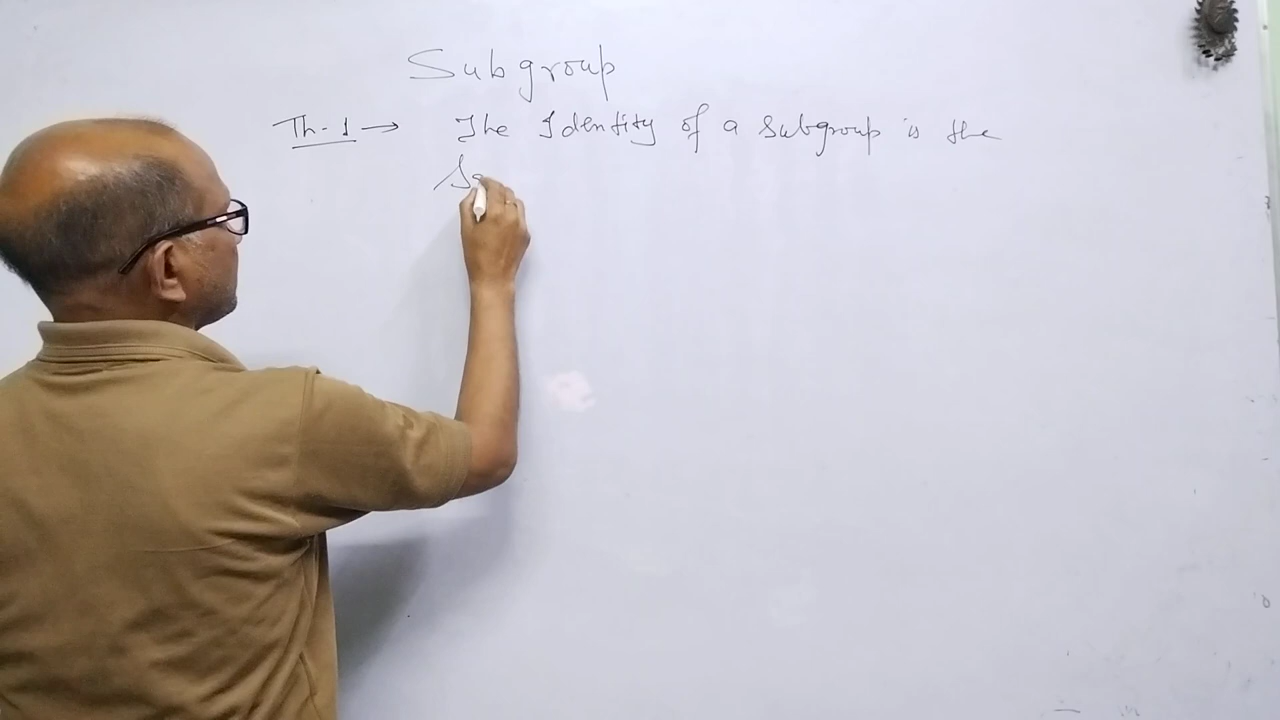 Subgroup
Th-1 → The Identity of a Subgroup is the